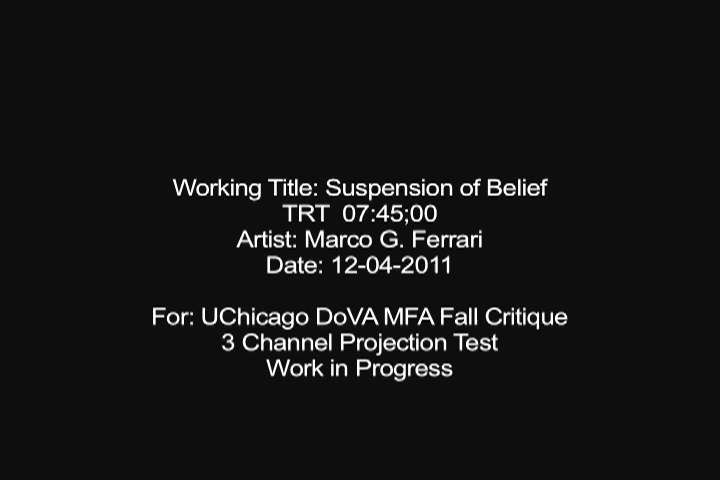 Working Title: Suspension of Belief
TRT  07:45;00
Artist: Marco G. Ferrari
Date: 12-04-2011
For: UChicago DoVA MFA Fall Critique
3 Channel Projection Test
Work in Progress